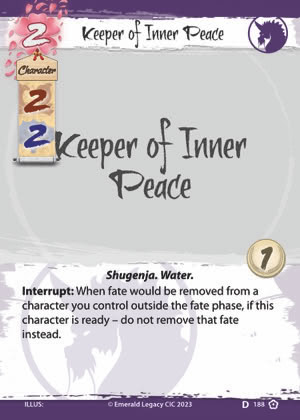 2
Keeper of Inner Peace
Character
2
2
Keeper of Inner
Peace
1
Shugenja. Water.
Interrupt: When fate would be removed from a
character you control outside the fate phase, if this
character is ready – do not remove that fate
instead.
ILLUS:
© Emerald Legacy CIC 2023
D 188